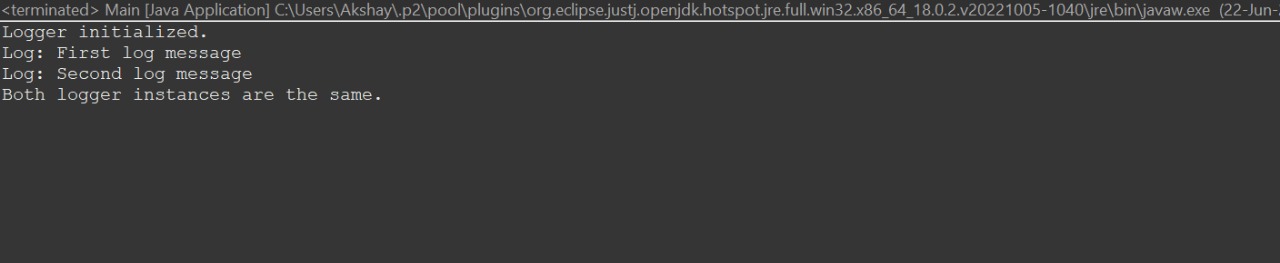 <terminated> Main [Java Application] C:\Users\Akshay\.p2\pool\plugins\org.eclipse.justj.openjdk.hotspot.jre.full.win32.x86_64_18.0.2.v20221005-1040\jre\bin\javaw.exe (22-Jun-
Logger initialized.
Log: First log message
Log: Second log message
Both logger instances are the same.